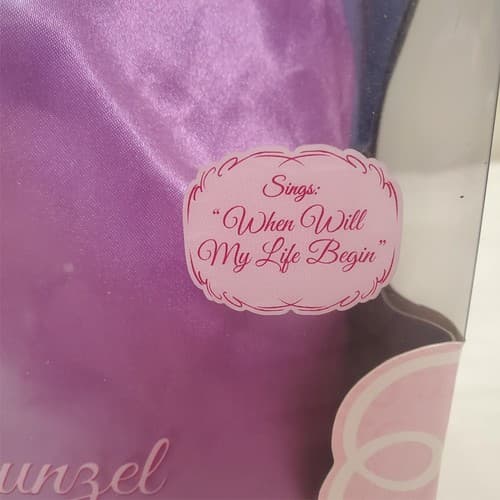 Sings:
“When Will
My Life Begin”
unzel